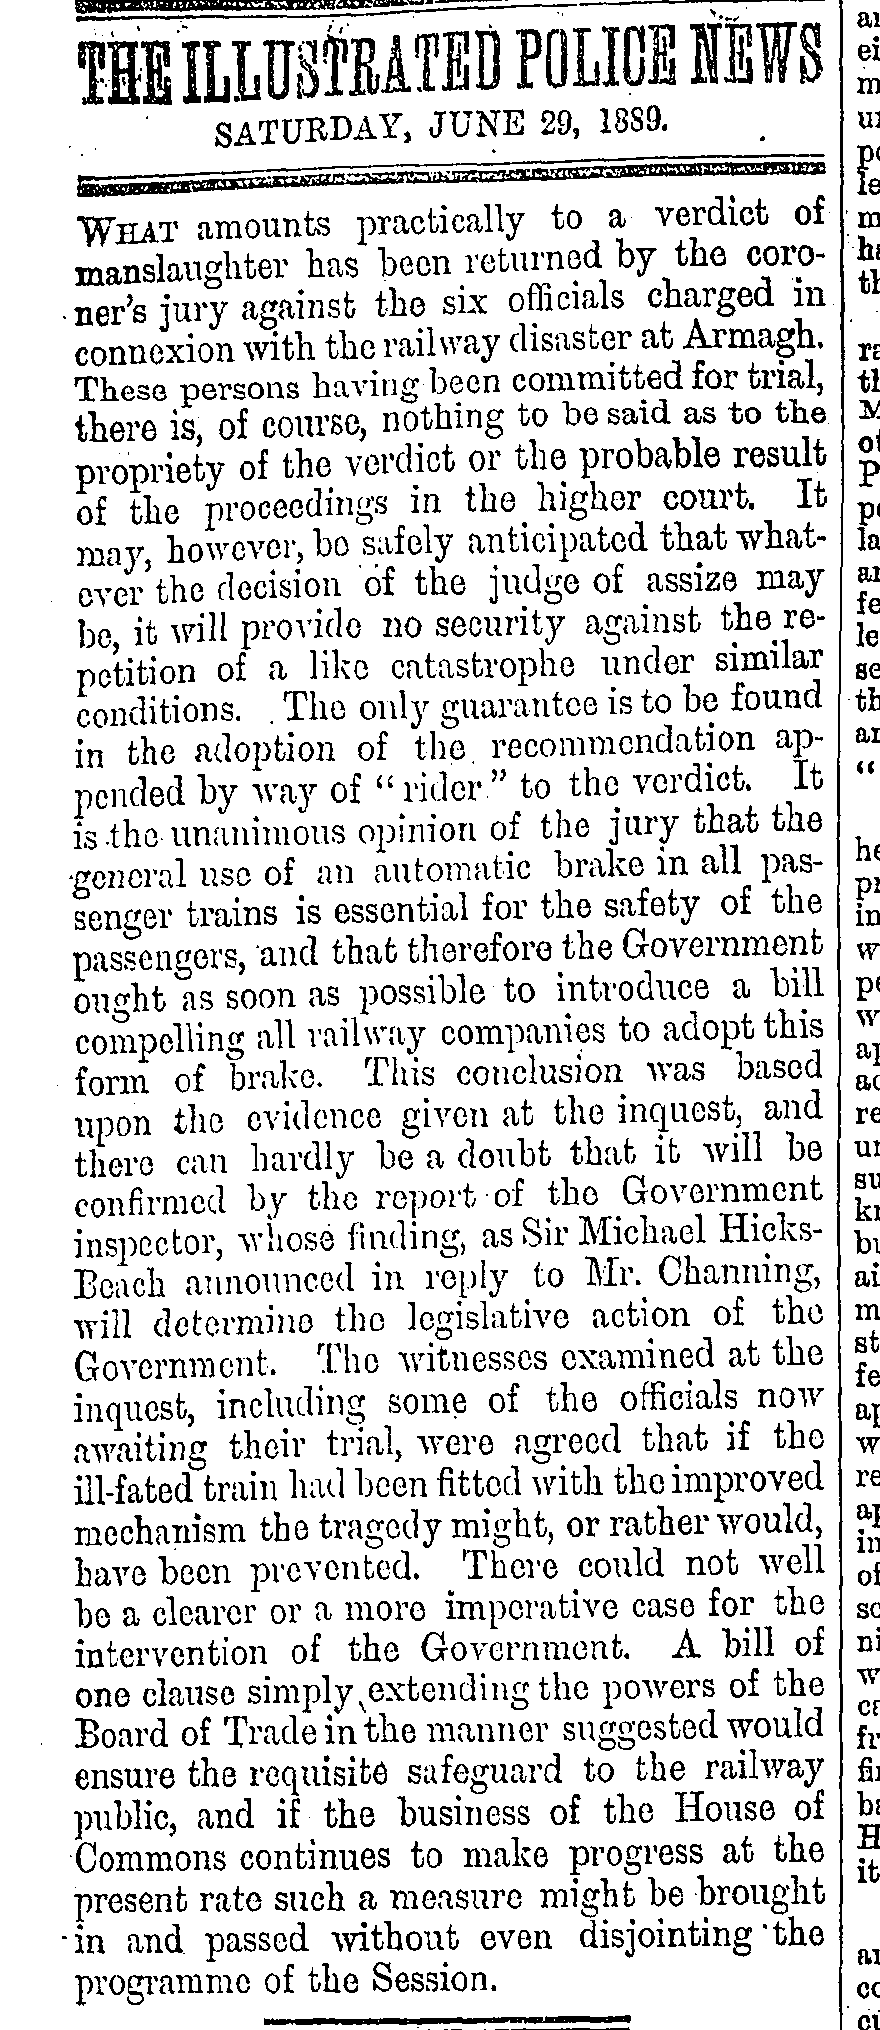 THE ILLUSTRATED POLICE NEWS
SATURDAY, JUNE 29, 1889.
WHAT amounts practically to a verdict of
manslaughter has been returned by the coro-
ner's jury against the six officials charged in
connexion with the railway disaster at Armagh.
These persons having been committed for trial,
there is, of course, nothing to be said as to the
propriety of the verdict or the probable result
of the proceedings in the higher court. It
may, however, be safely anticipated that what-
ever the decision of the judge of assize may
be, it will provide no security against the re-
petition of a like catastrophe under similar
conditions. The only guarantee is to be found
in the adoption of the recommendation ap-
pended by way of "rider" to the verdict. It
is the unanimous opinion of the jury that the
general use of an automatic brake in all pas-
senger trains is essential for the safety of the
passengers, and that therefore the Government
ought as soon as possible to introduce a bill
compelling all railway companies to adopt this
form of brake. This conclusion was based
upon the evidence given at the inquest, and
there can hardly be a doubt that it will be
confirmed by the report of the Government
inspector, whose finding, as Sir Michael Hicks-
Beach announced in reply to Mr. Channing,
will determine the legislative action of the
Government. The witnesses examined at the
inquest, including some of the officials now
awaiting their trial, were agreed that if the
ill-fated train had been fitted with the improved
mechanism the tragedy might, or rather would,
have been prevented. There could not well
be a clearer or a more imperative case for the
intervention of the Government. A bill of
one clause simply extending the powers of the
Board of Trade in the manner suggested would
ensure the requisite safeguard to the railway
public, and if the business of the House of
Commons continues to make progress at the
present rate such a measure might be brought
in and passed without even disjointing the
programme of the Session.